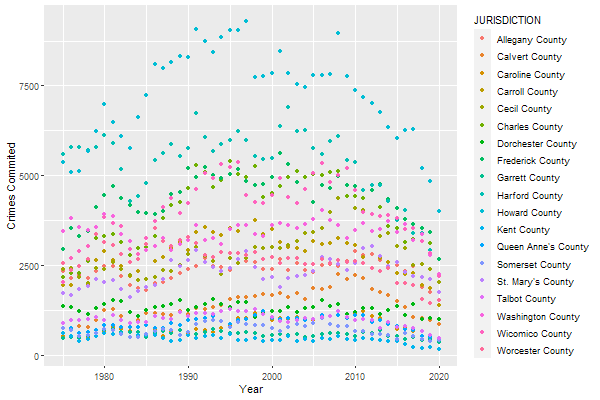 JURISDICTION
Allegany County
Calvert County
Caroline County
Carroll County
Cecil County
Charles County
Dorchester County
Frederick County
Garrett County
Harford County
Howard County
Kent County
Queen Anne's County
Somerset County
St. Mary's County
Talbot County
Washington County
Wicomico County
Worcester County
Crimes Commited
7500
5000
2500
0
1980 1990 2000 2010 2020
Year